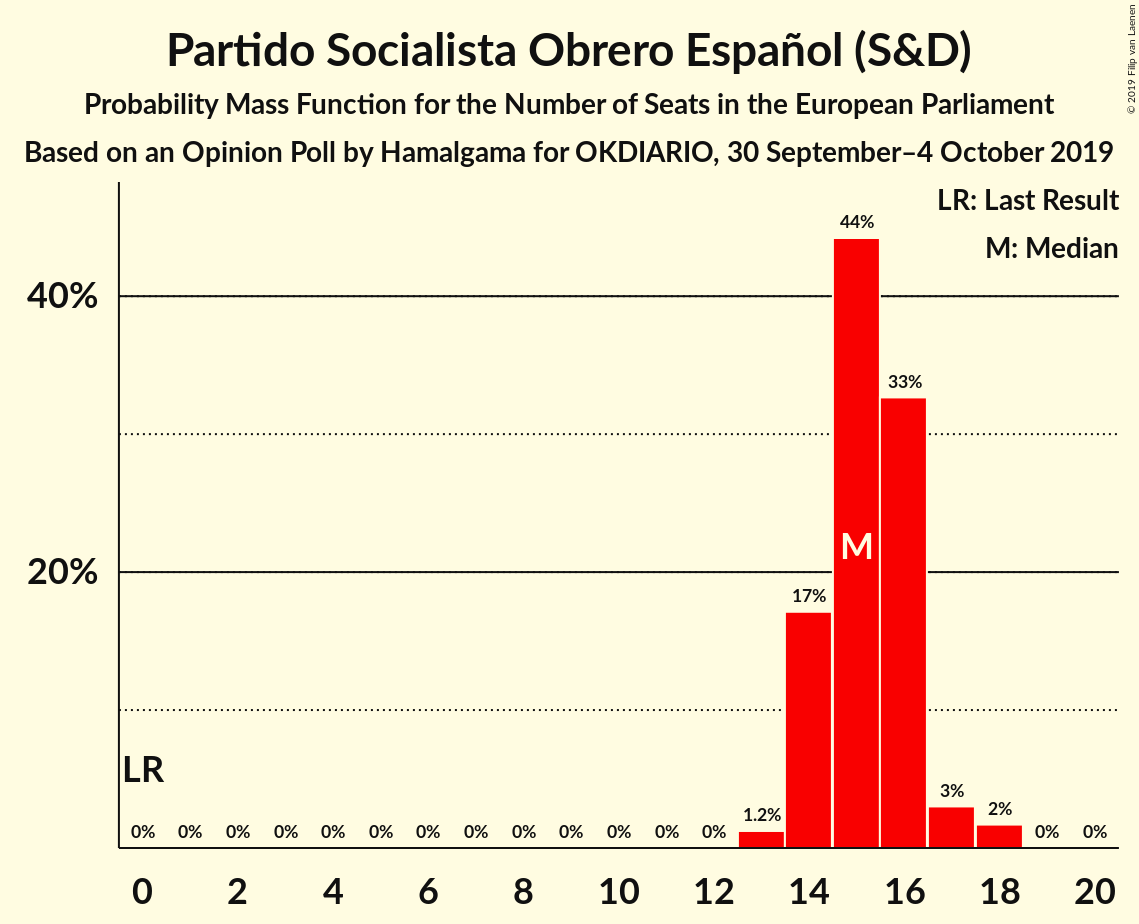 Partido Socialista Obrero Español (S&D)
Probability Mass Function for the Number of Seats in the European Parliament
Based on an Opinion Poll by Hamalgama for OKDIARIO, 30 September–4 October 2019
© 2019 Filip van Laenen
LR: Last Result
M: Median
44%
40%
33%
M
20%
17%
LR
0% 0% 0% 0% 0% 0% 0% 0% 0% 0% 0% 0% 0% 1.2% 3% 2% 0% 0%
0 2 4 6 8 10 12 14 16 18 20